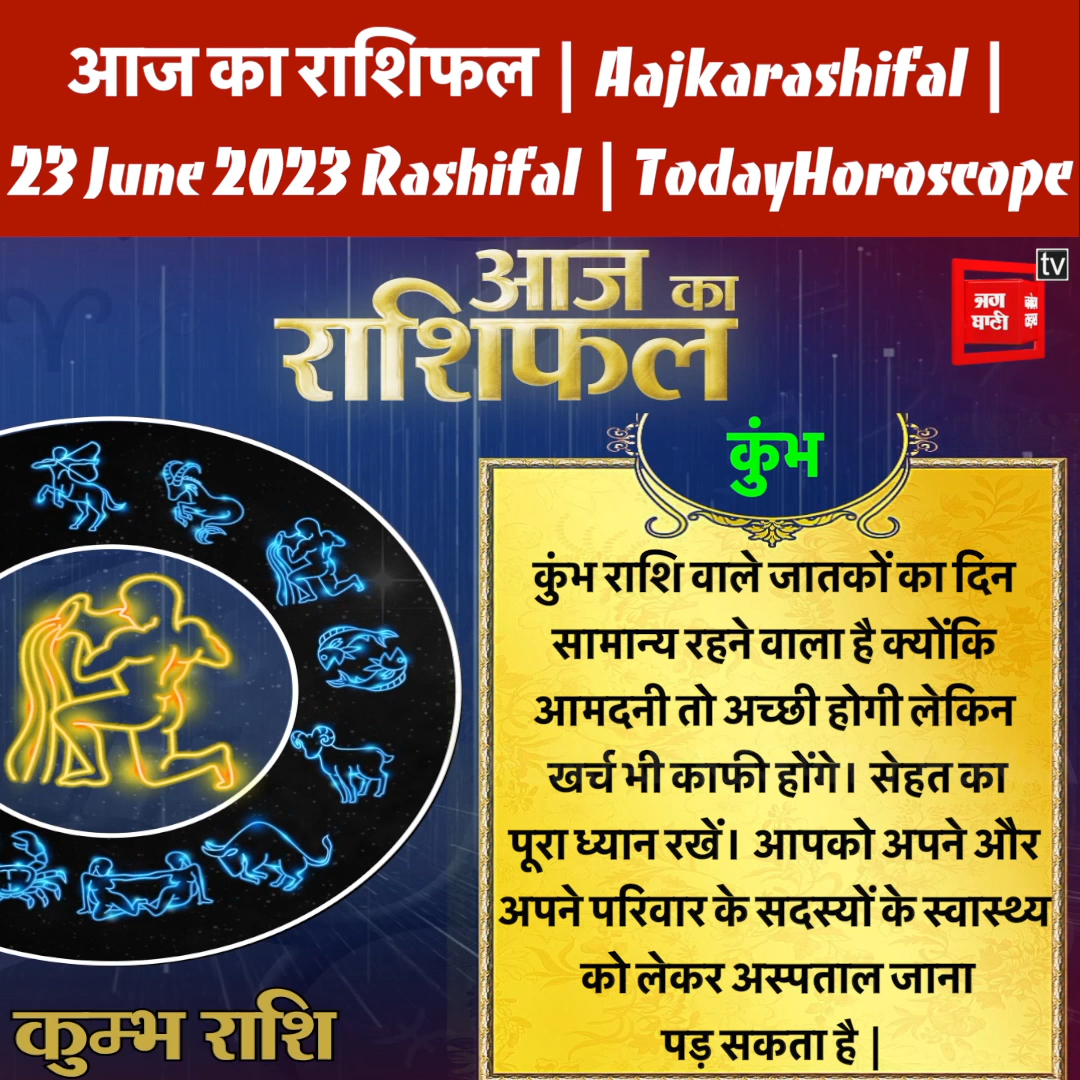 आज का राशिफल | Aajkarashifal |
23 June 2023 Rashifal | TodayHoroscope
आज का
राशिफल
tv
कुंभ
कुंभ राशि वाले जातकों का दिन
सामान्य रहने वाला है क्योंकि
आमदनी तो अच्छी होगी लेकिन
खर्च भी काफी होंगे। सेहत का
पूरा ध्यान रखें। आपको अपने और
अपने परिवार के सदस्यों के स्वास्थ्य
को लेकर अस्पताल जाना
पड़ सकता है |
कुम्भ राशि